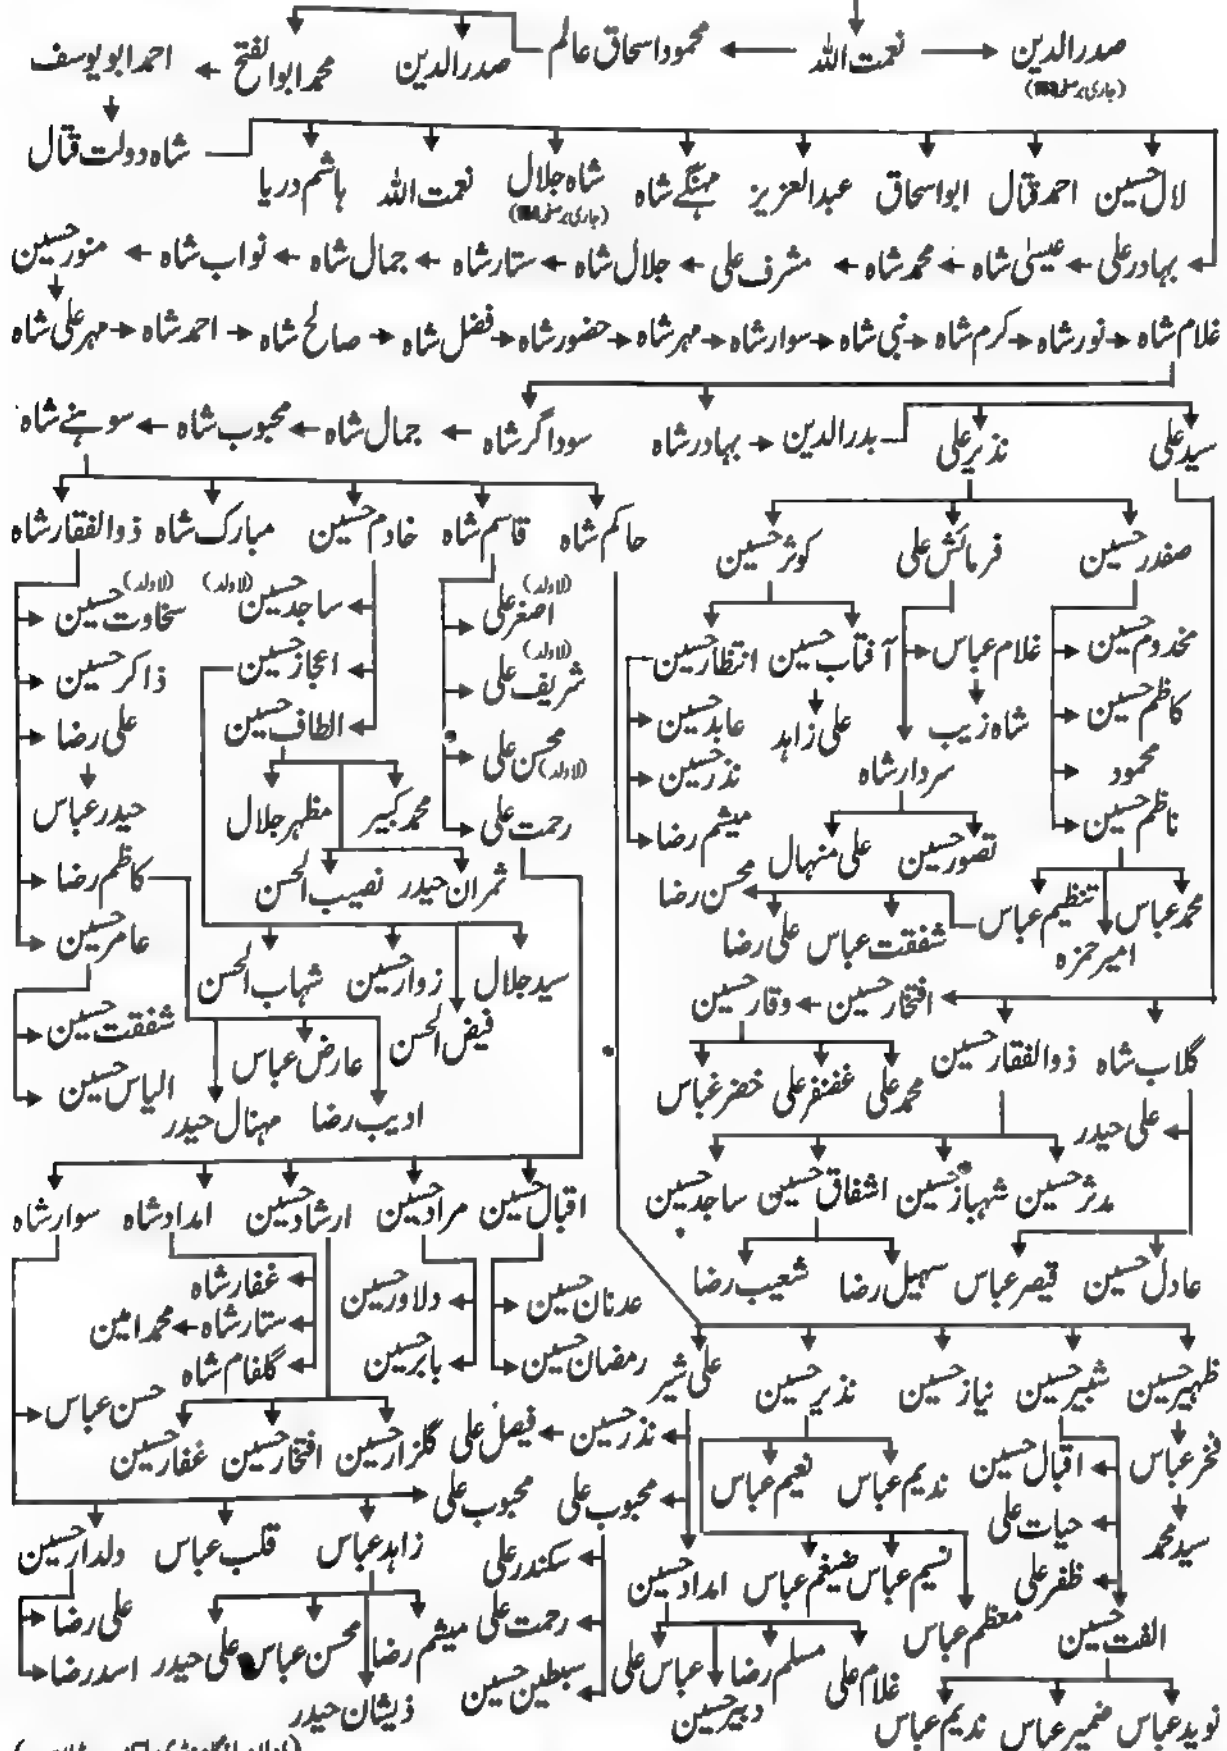 صدرالدین نعمت اللہ محمود اسحاق عالم صدرالدین محمد ابوالفتح احمد ابو یوسف
(جاری بر صفحہ
شاہ دولت قتال
لال حسین احمد قتال ابواسحاق عبدالعزیز مہنگے شاہ شاہ جلال نعمت اللہ ہاشم دریا
(جاری بر صفحہ
بہادر علی عیسیٰ شاہ محمد شاہ مشرف علی جلال شاہ ستار شاہ جمال شاہ نواب شاہ منور حسین
غلام شاہ نور شاہ کرم شاہ نبی شاہ سوار شاہ مہر شاہ حضور شاہ فضل شاہ صالح شاہ احمد شاہ مہر علی شاہ
سید علی نذیر علی بدرالدین بہادر شاہ سوداگر شاہ جمال شاہ محبوب شاہ سوہنے شاہ
صفدر حسین فرمائش علی کوثر حسین حاکم شاہ قاسم شاہ خادم حسین مبارک شاہ ذوالفقار شاہ
(لاولد) (لاولد) (لاولد)
اصغر علی ساجد حسین سخاوت حسین
مخدوم حسین غلام عباس آفتاب حسین انتظار حسین (لاولد) شریف علی اعجاز حسین ذاکر حسین
کاظم حسین شاہ زیب علی زاہد عابد حسین الطاف حسین علی رضا
محمود سردار شاہ نذر حسین محسن علی (لاولد)
ناظم حسین میثم رضا رحمت علی محمد کبیر مظہر جلال حیدر عباس
تصور حسین علی منہال
محسن رضا ثمران حیدر نصیب الحسن کاظم رضا
محمد عباس تنظیم عباس شفقت عباس علی رضا عامر حسین
امیر حمزہ
سید جلال زوار حسین شہاب الحسن
افتخار حسین وقار حسین
فیض الحسن شفقت حسین
گلاب شاہ ذوالفقار حسین عارض عباس
محمد علی غضنفر علی خضر عباس الیاس حسین
علی حیدر ادیب رضا مہنال حیدر
مدثر حسین شہباز حسین اشفاق حسین ساجد حسین اقبال حسین مراد حسین ارشاد حسین امداد شاہ سوار شاہ
عادل حسین قیصر عباس سہیل رضا شعیب رضا عدنان حسین دلاور حسین غفار شاہ
ستار شاہ محمد امین
رمضان حسین بابر حسین گلفام شاہ
ظہیر حسین شبیر حسین نیاز حسین نذیر حسین علی شیر حسن عباس
فخر عباس اقبال حسین نذر حسین فیصل علی گلزار حسین افتخار حسین غفار حسین
ندیم عباس نعیم عباس محبوب علی محبوب علی
سید محمد حیات علی سکندر علی زاہد عباس قلب عباس دلدار حسین
ظفر علی نسیم عباس ضیغم عباس امداد حسین
الفت حسین معظم عباس رحمت علی علی رضا
غلام علی مسلم رضا عباس علی سبطین حسین میثم رضا محسن عباس علی حیدر اسد رضا
دبیر حسین ذیشان حیدر
نوید عباس ضمیر عباس ندیم عباس